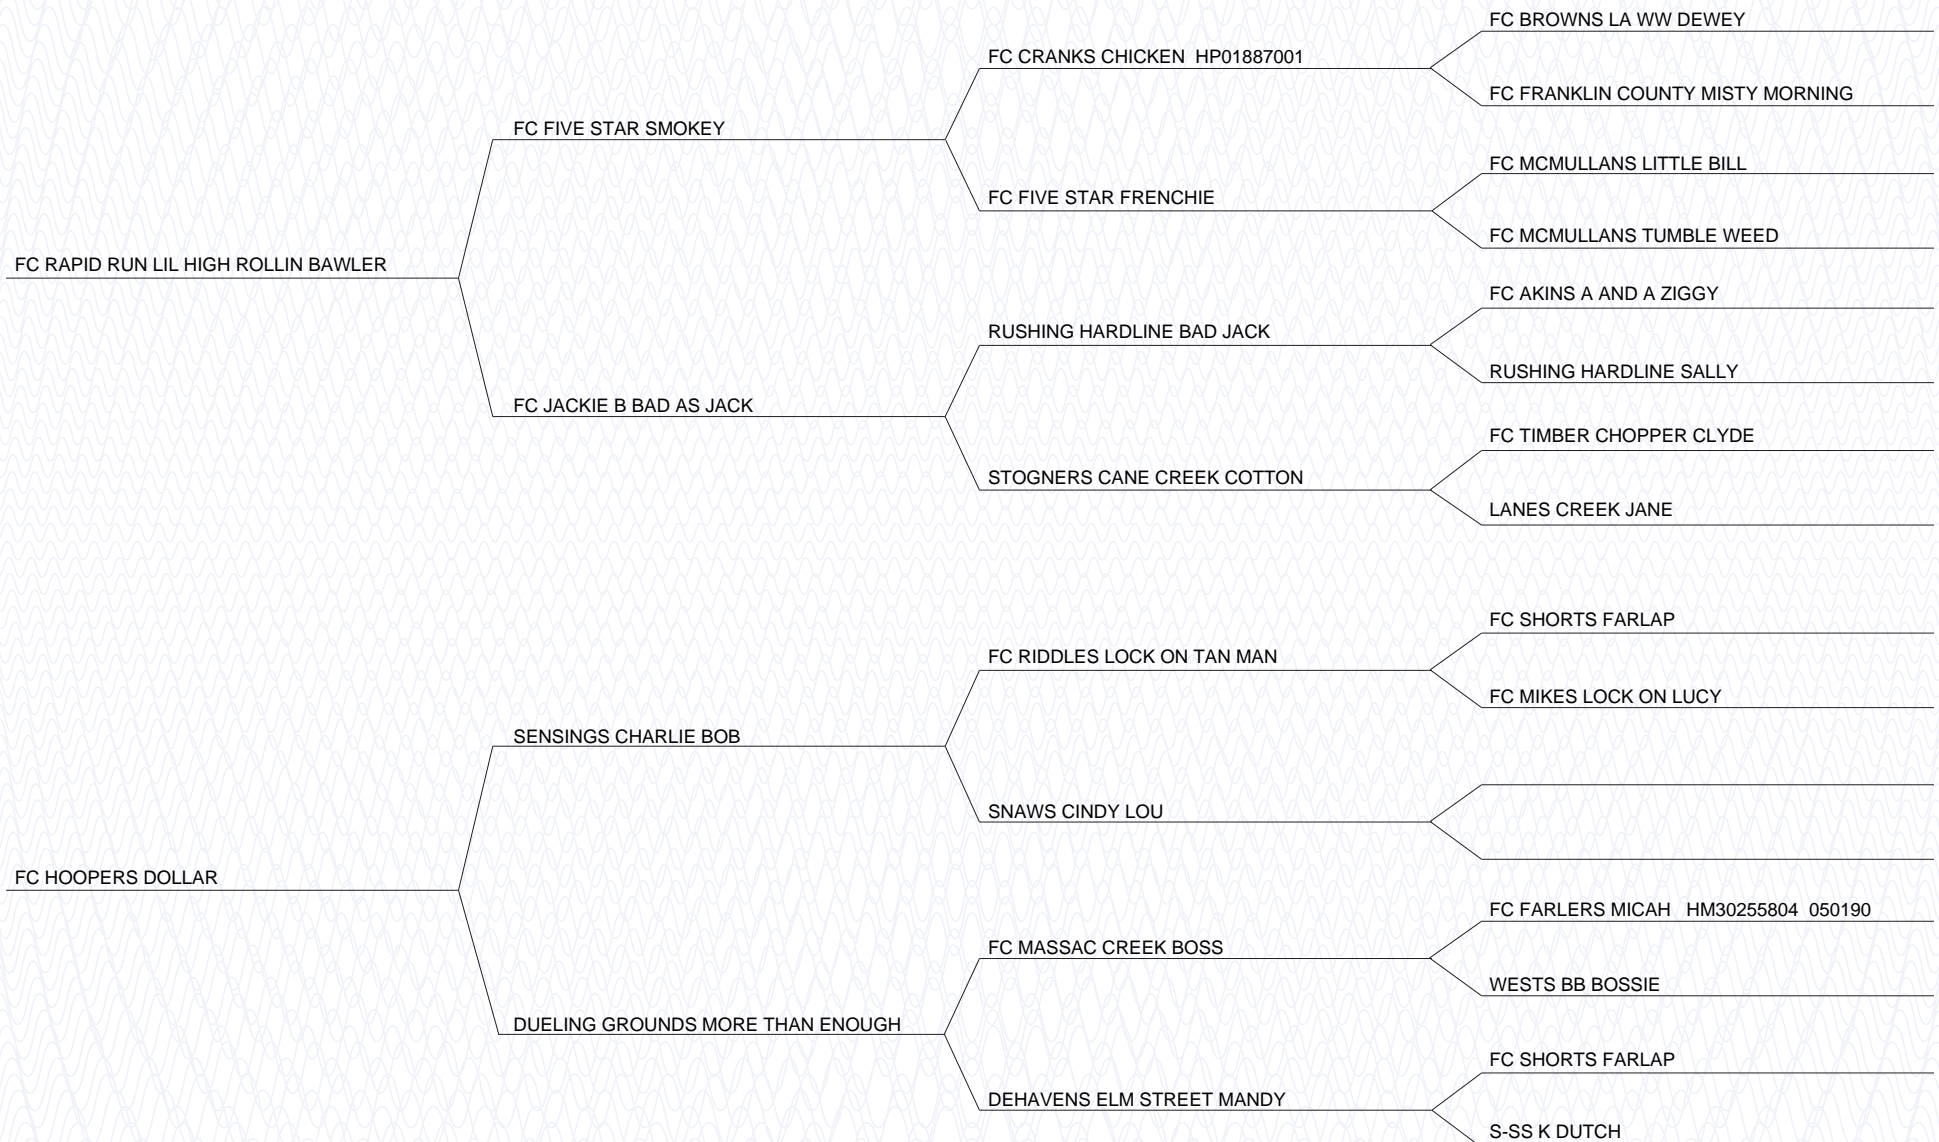 FC BROWNS LA WW DEWEY
FC CRANKS CHICKEN HP01887001
FC FRANKLIN COUNTY MISTY MORNING
FC FIVE STAR SMOKEY
FC MCMULLANS LITTLE BILL
FC FIVE STAR FRENCHIE
FC MCMULLANS TUMBLE WEED
FC RAPID RUN LIL HIGH ROLLIN BAWLER
FC AKINS A AND A ZIGGY
RUSHING HARDLINE BAD JACK
RUSHING HARDLINE SALLY
FC JACKIE B BAD AS JACK
FC TIMBER CHOPPER CLYDE
STOGNERS CANE CREEK COTTON
LANES CREEK JANE
FC SHORTS FARLAP
FC RIDDLES LOCK ON TAN MAN
FC MIKES LOCK ON LUCY
SENSINGS CHARLIE BOB
SNAWS CINDY LOU
FC HOOPERS DOLLAR
FC FARLERS MICAH HM30255804 050190
FC MASSAC CREEK BOSS
WESTS BB BOSSIE
DUELING GROUNDS MORE THAN ENOUGH
FC SHORTS FARLAP
DEHAVENS ELM STREET MANDY
S-SS K DUTCH